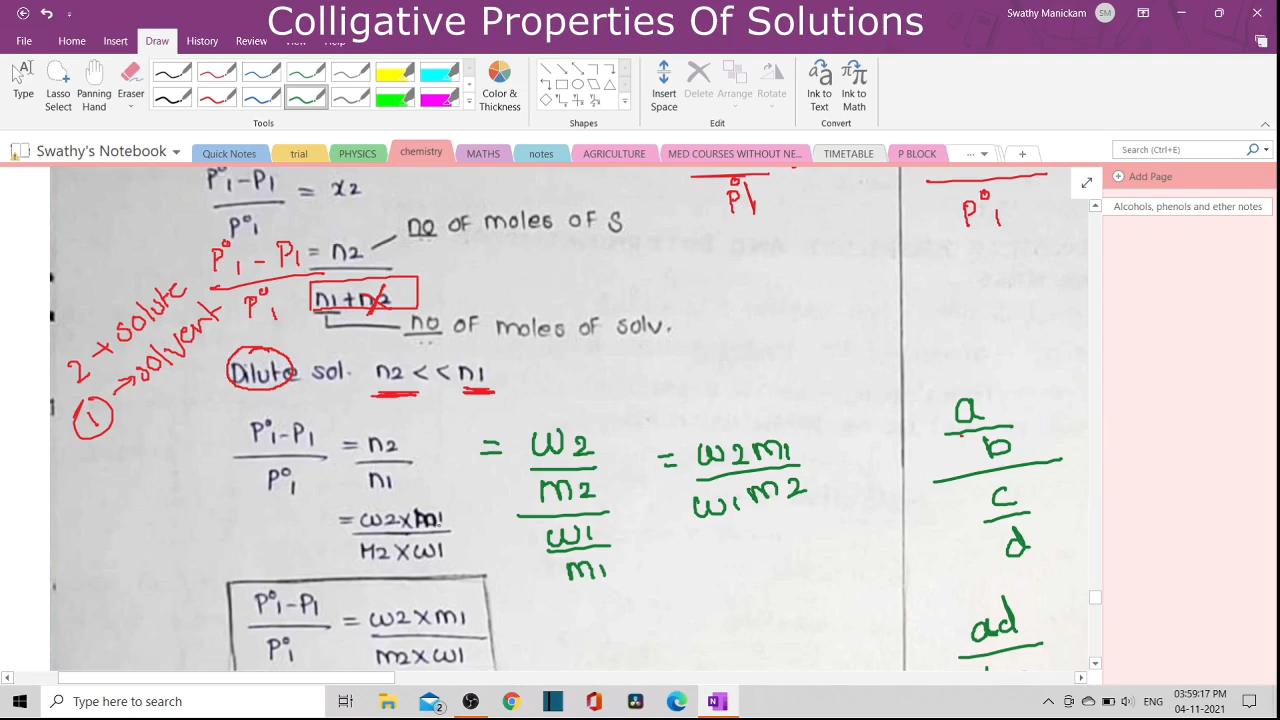 Colligative Properties Of Solutions
Swathy Manickam SM
File Home Insert Draw History Review View Help
Type Lasso Select Panning Hand Eraser
Color & Thickness
Insert Space Delete Arrange Rotate
Ink to Text Ink to Math
Tools Shapes Edit Convert
Swathy's Notebook Quick Notes trial PHYSICS chemistry MATHS notes AGRICULTURE MED COURSES WITHOUT NE... TIMETABLE P BLOCK ... + Search (Ctrl+E)
Add Page
Alcohols, phenols and ether notes
P°1-P1
P°1
= x2
P°1
P°1
no of moles of S
P°1 - P1 = n2
P°1
n1+n2
no of moles of solv.
2 → solute
1 → solvent
Dilute sol. n2 < < n1
P°1-P1 = n2
P°1 n1
= w2
m2
w1
m1
= w2m1
w1m2
a
b
c
d
= w2×m1
M2×w1
P°1-P1 = w2×m1
P°1 m2×w1
ad
Type here to search
2
ENG
03:59:17 PM
04-11-2021